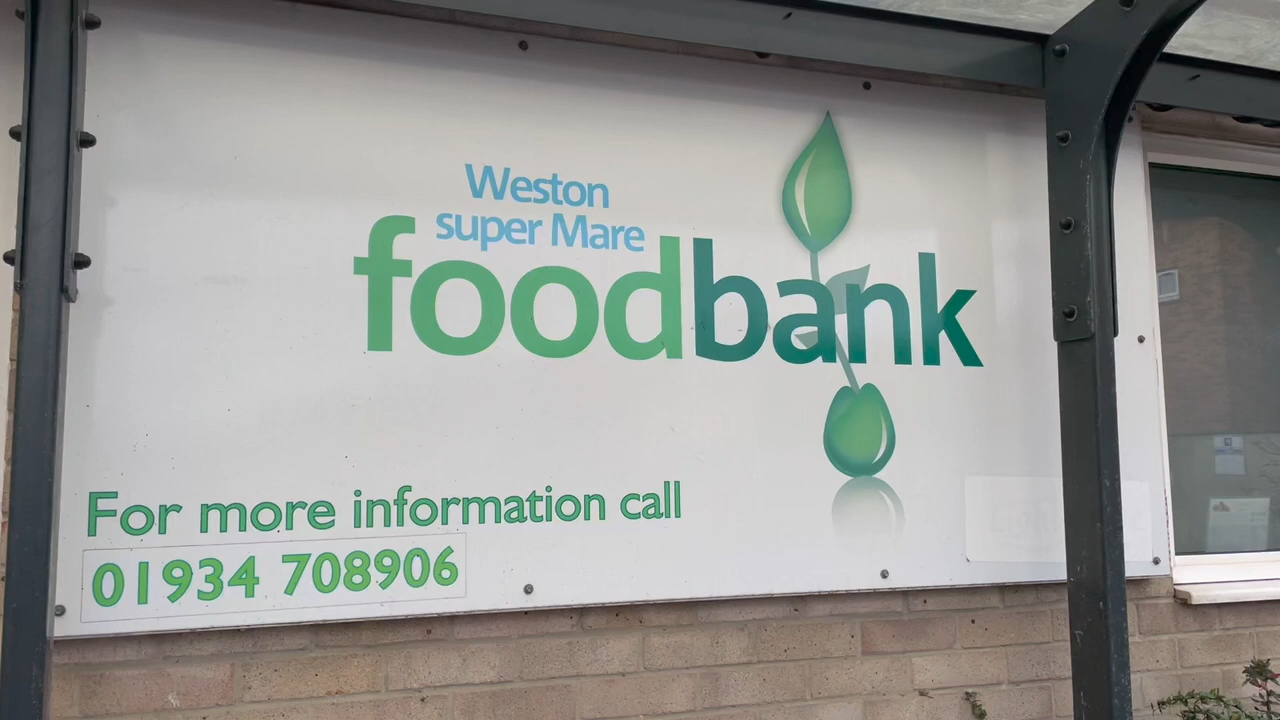 Weston
super Mare
foodbank
For more information call
01934 708906